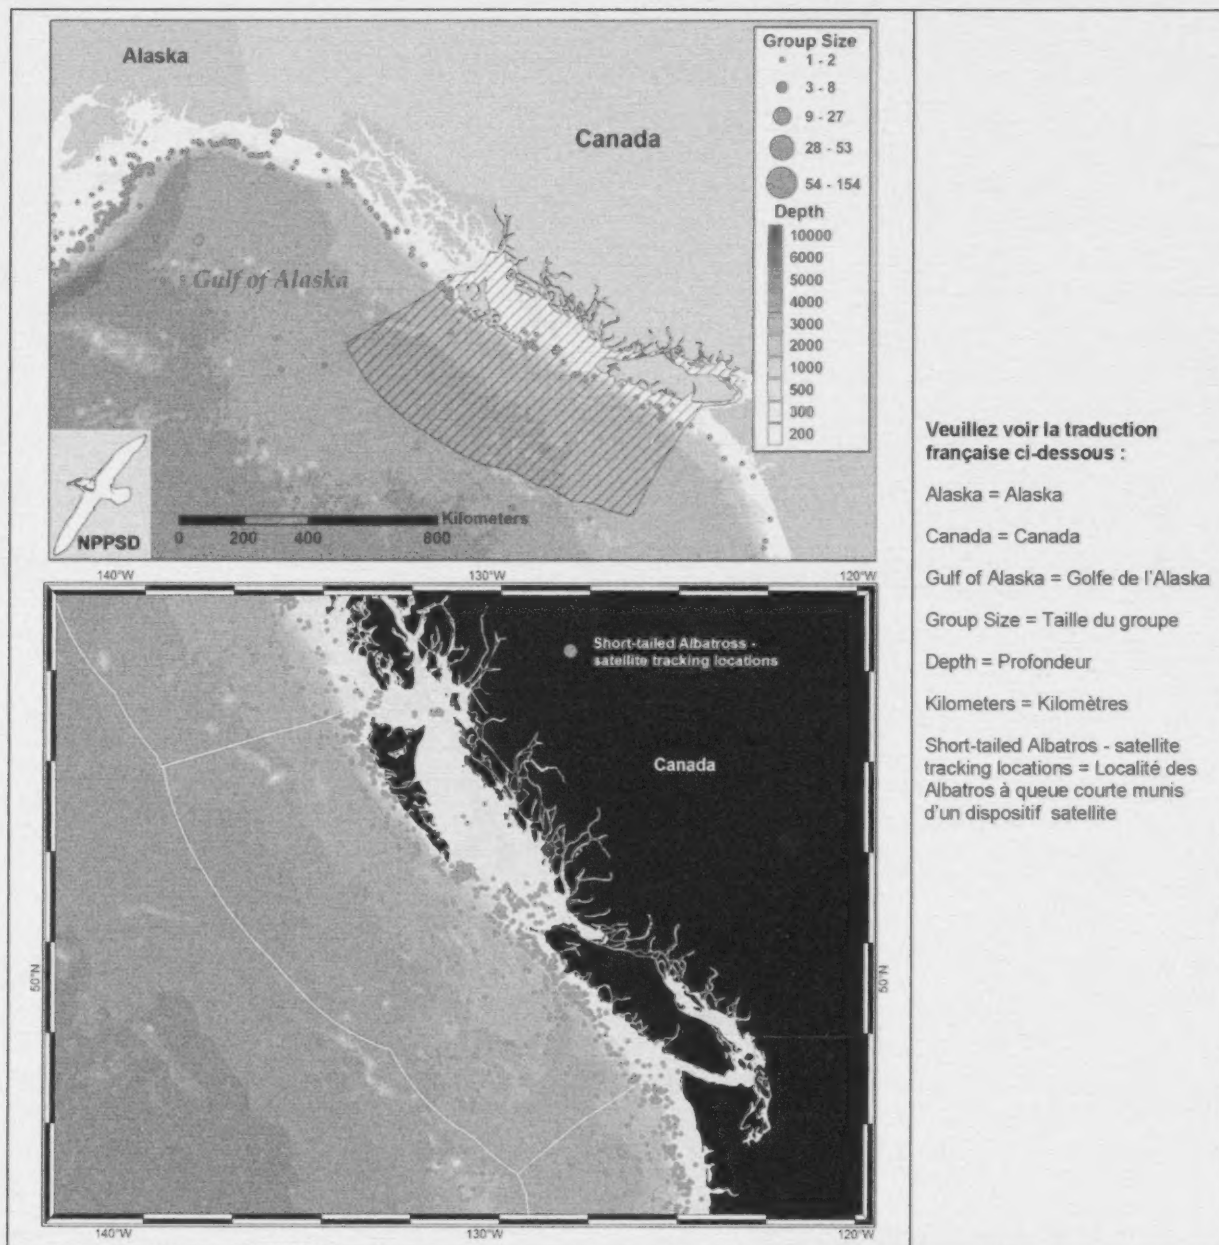 Alaska
Canada
Gulf of Alaska
Group Size
1 - 2
3 - 8
9 - 27
28 - 53
54 - 154
Depth
10000
6000
5000
4000
3000
2000
1000
500
300
200
NPPSD
Kilometers
0 200 400 800
140°W 130°W 120°W
Short-tailed Albatross -
satellite tracking locations
Canada
50°N 50°N
140°W 130°W 120°W
Veuillez voir la traduction
française ci-dessous :
Alaska = Alaska
Canada = Canada
Gulf of Alaska = Golfe de l'Alaska
Group Size = Taille du groupe
Depth = Profondeur
Kilometers = Kilomètres
Short-tailed Albatros - satellite
tracking locations = Localité des
Albatros à queue courte munis
d'un dispositif satellite